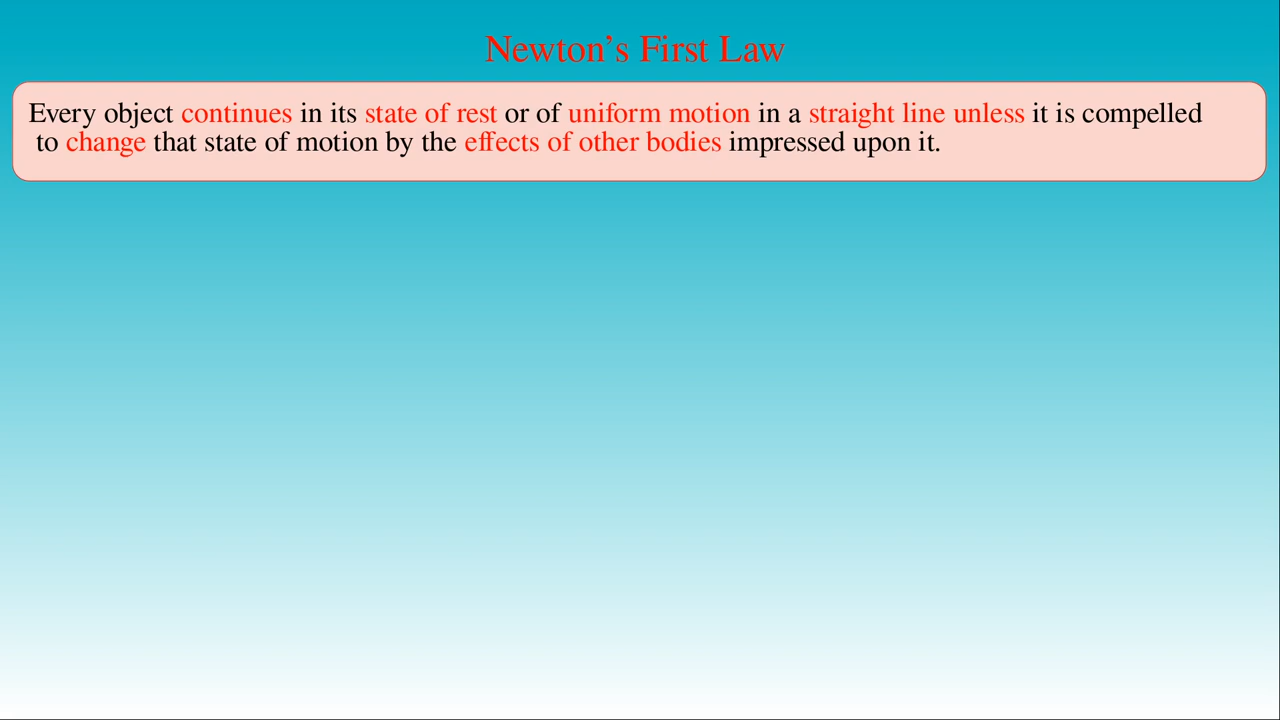 Newton’s First Law
Every object continues in its state of rest or of uniform motion in a straight line unless it is compelled
to change that state of motion by the effects of other bodies impressed upon it.